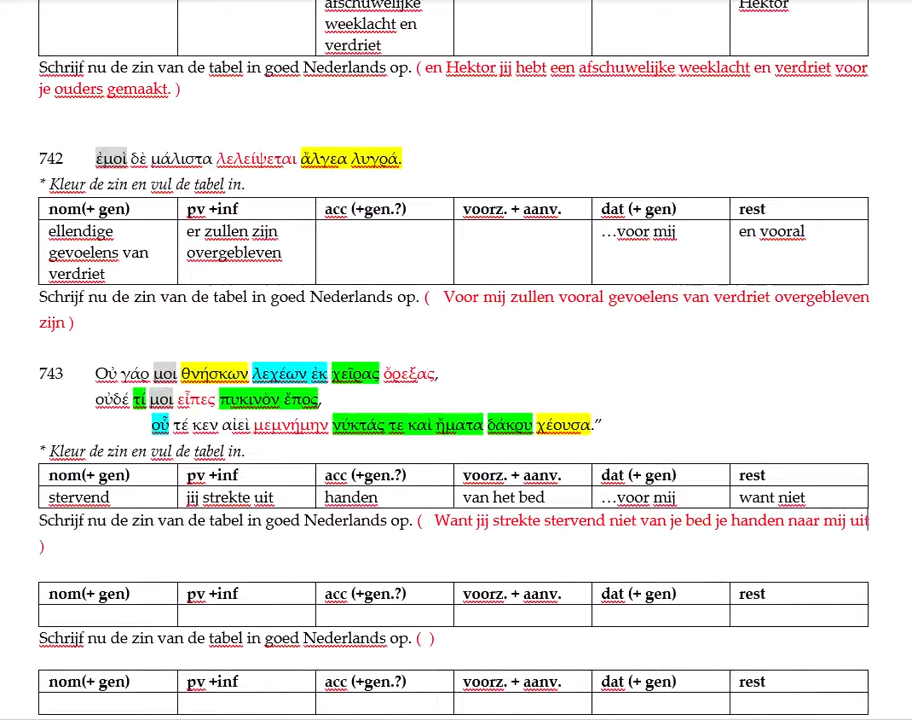 afschuwelijke Hektor
weeklacht en
verdriet
Schrijf nu de zin van de tabel in goed Nederlands op. ( en Hektor jij hebt een afschuwelijke weeklacht en verdriet voor
je ouders gemaakt. )
742 ἐμοὶ δὲ μάλιστα λελείψεται ἄλγεα λυγρά.
* Kleur de zin en vul de tabel in.
nom(+ gen) pv +inf acc (+gen.?) voorz. + aanv. dat (+ gen) rest
ellendige er zullen zijn …voor mij en vooral
gevoelens van overgebleven
verdriet
Schrijf nu de zin van de tabel in goed Nederlands op. ( Voor mij zullen vooral gevoelens van verdriet overgebleven
zijn )
743 Οὐ γάρ μοι θνήσκων λεχέων ἐκ χεῖρας ὄρεξας,
οὐδέ τί μοι εἶπες πυκινὸν ἔπος,
οὗ τέ κεν αἰεὶ μεμνήμην νύκτάς τε καὶ ἤματα δάκρυ χέουσα.”
* Kleur de zin en vul de tabel in.
nom(+ gen) pv +inf acc (+gen.?) voorz. + aanv. dat (+ gen) rest
stervend jij strekte uit handen van het bed …voor mij want niet
Schrijf nu de zin van de tabel in goed Nederlands op. ( Want jij strekte stervend niet van je bed je handen naar mij uit
)
nom(+ gen) pv +inf acc (+gen.?) voorz. + aanv. dat (+ gen) rest
Schrijf nu de zin van de tabel in goed Nederlands op. ( )
nom(+ gen) pv +inf acc (+gen.?) voorz. + aanv. dat (+ gen) rest